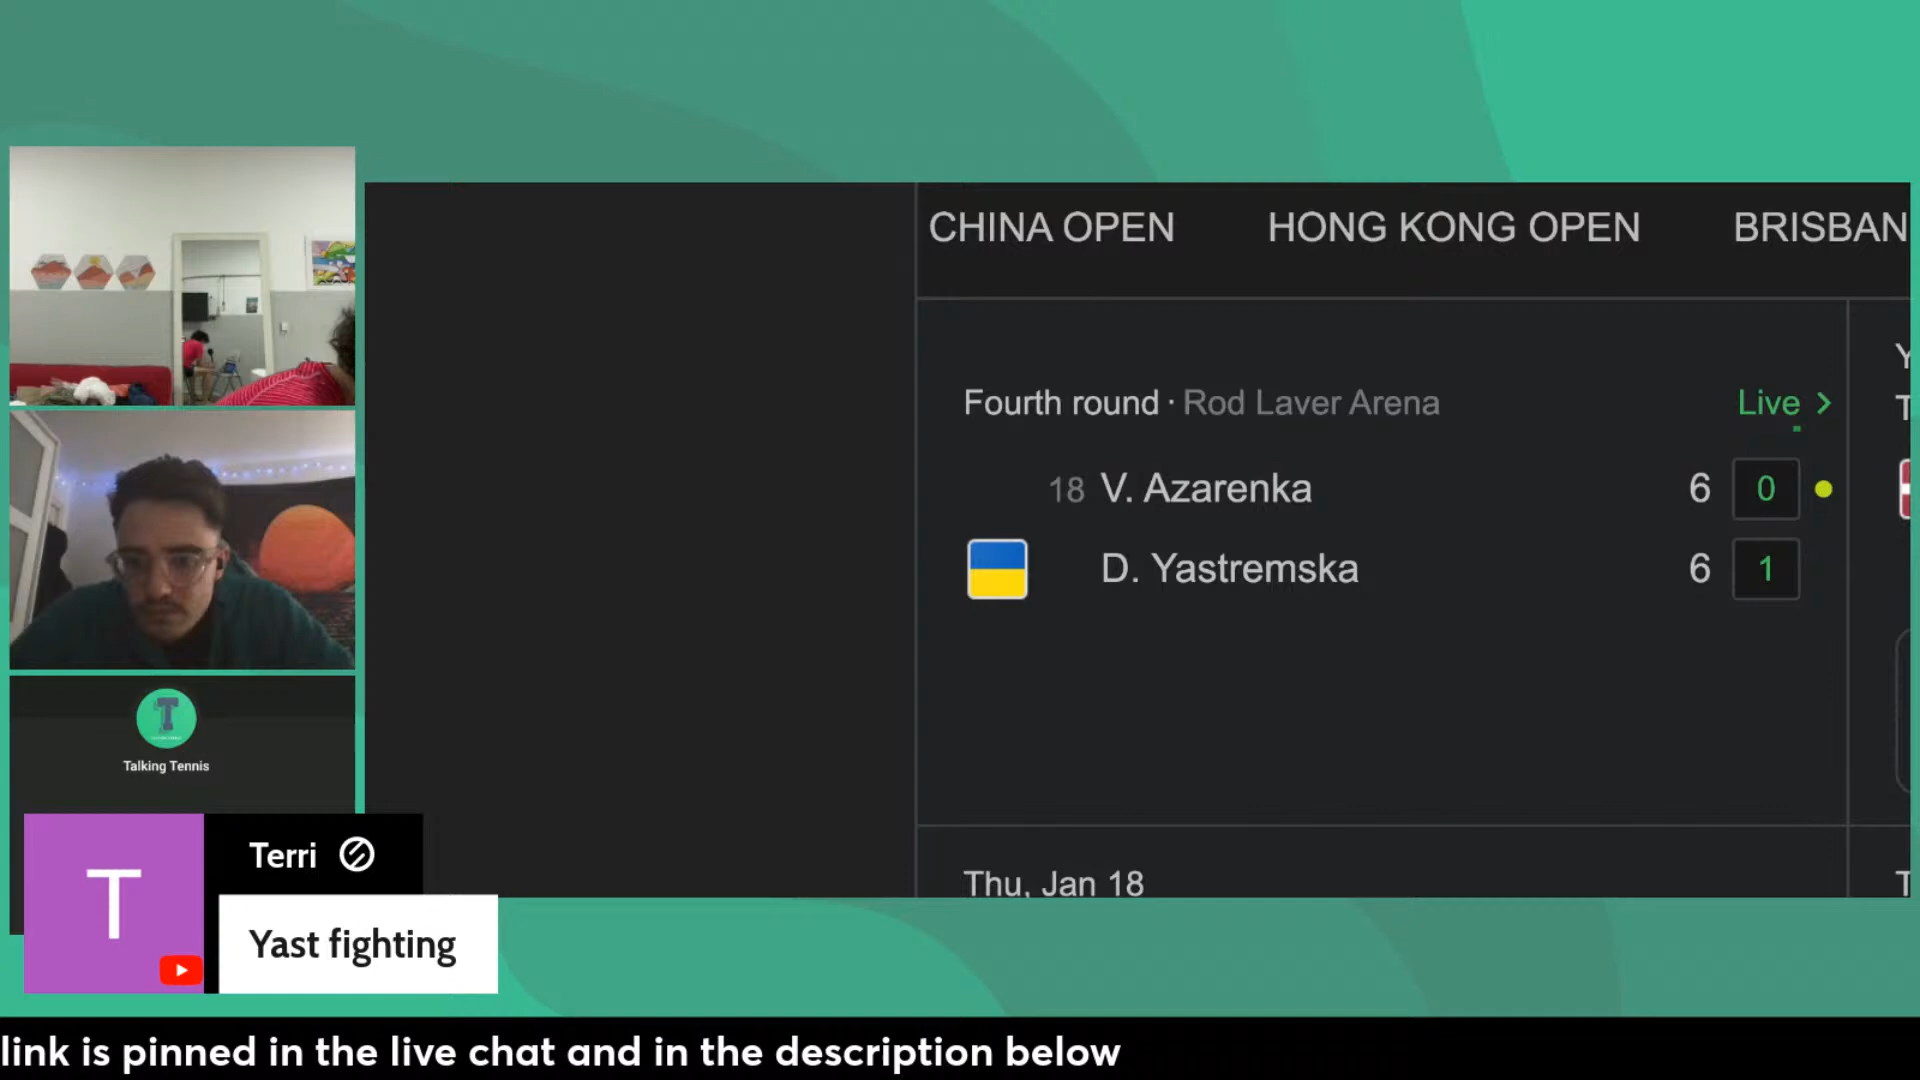 CHINA OPEN HONG KONG OPEN BRISBAN
Fourth round · Rod Laver Arena Live >
18 V. Azarenka 6 0
D. Yastremska 6 1
Thu, Jan 18
T
Talking Tennis
T
Terri
Yast fighting
link is pinned in the live chat and in the description below